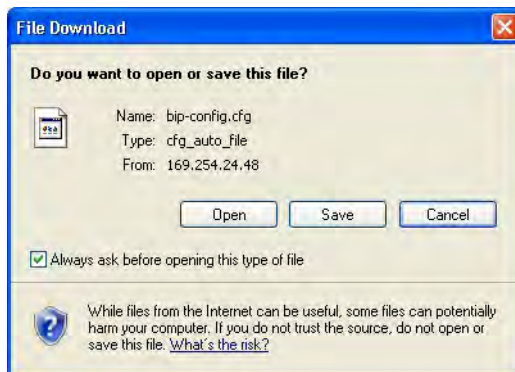 File Download
Do you want to open or save this file?
Name: bip-config.cfg
Type: cfg_auto_file
From: 169.254.24.48
Open Save Cancel
Always ask before opening this type of file
While files from the Internet can be useful, some files can potentially
harm your computer. If you do not trust the source, do not open or
save this file. What's the risk?